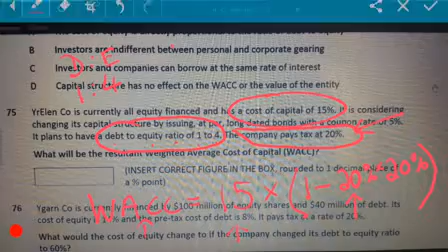 B Investors are indifferent between personal and corporate gearing
D:E
C Investors and companies can borrow at the same rate of interest
1:4
D Capital structure has no effect on the WACC or the value of the entity
75 YrElen Co is currently all equity financed and has a cost of capital of 15%. It is considering
changing its capital structure by issuing, at par, long dated bonds with a coupon rate of 5%.
It plans to have a debt to equity ratio of 1 to 4. The company pays tax at 20%.
What will be the resultant Weighted Average Cost of Capital (WACC)?
(INSERT CORRECT FIGURE IN THE BOX, rounded to 1 decimal place of
a % point)
15 × (1 - 20% × 20%)
76 Ygarn Co is currently financed by $100 million of equity shares and $40 million of debt. Its
cost of equity is % and the pre-tax cost of debt is 8%. It pays tax at a rate of 20%.
What would the cost of equity change to if the company changed its debt to equity ratio
to 60%?